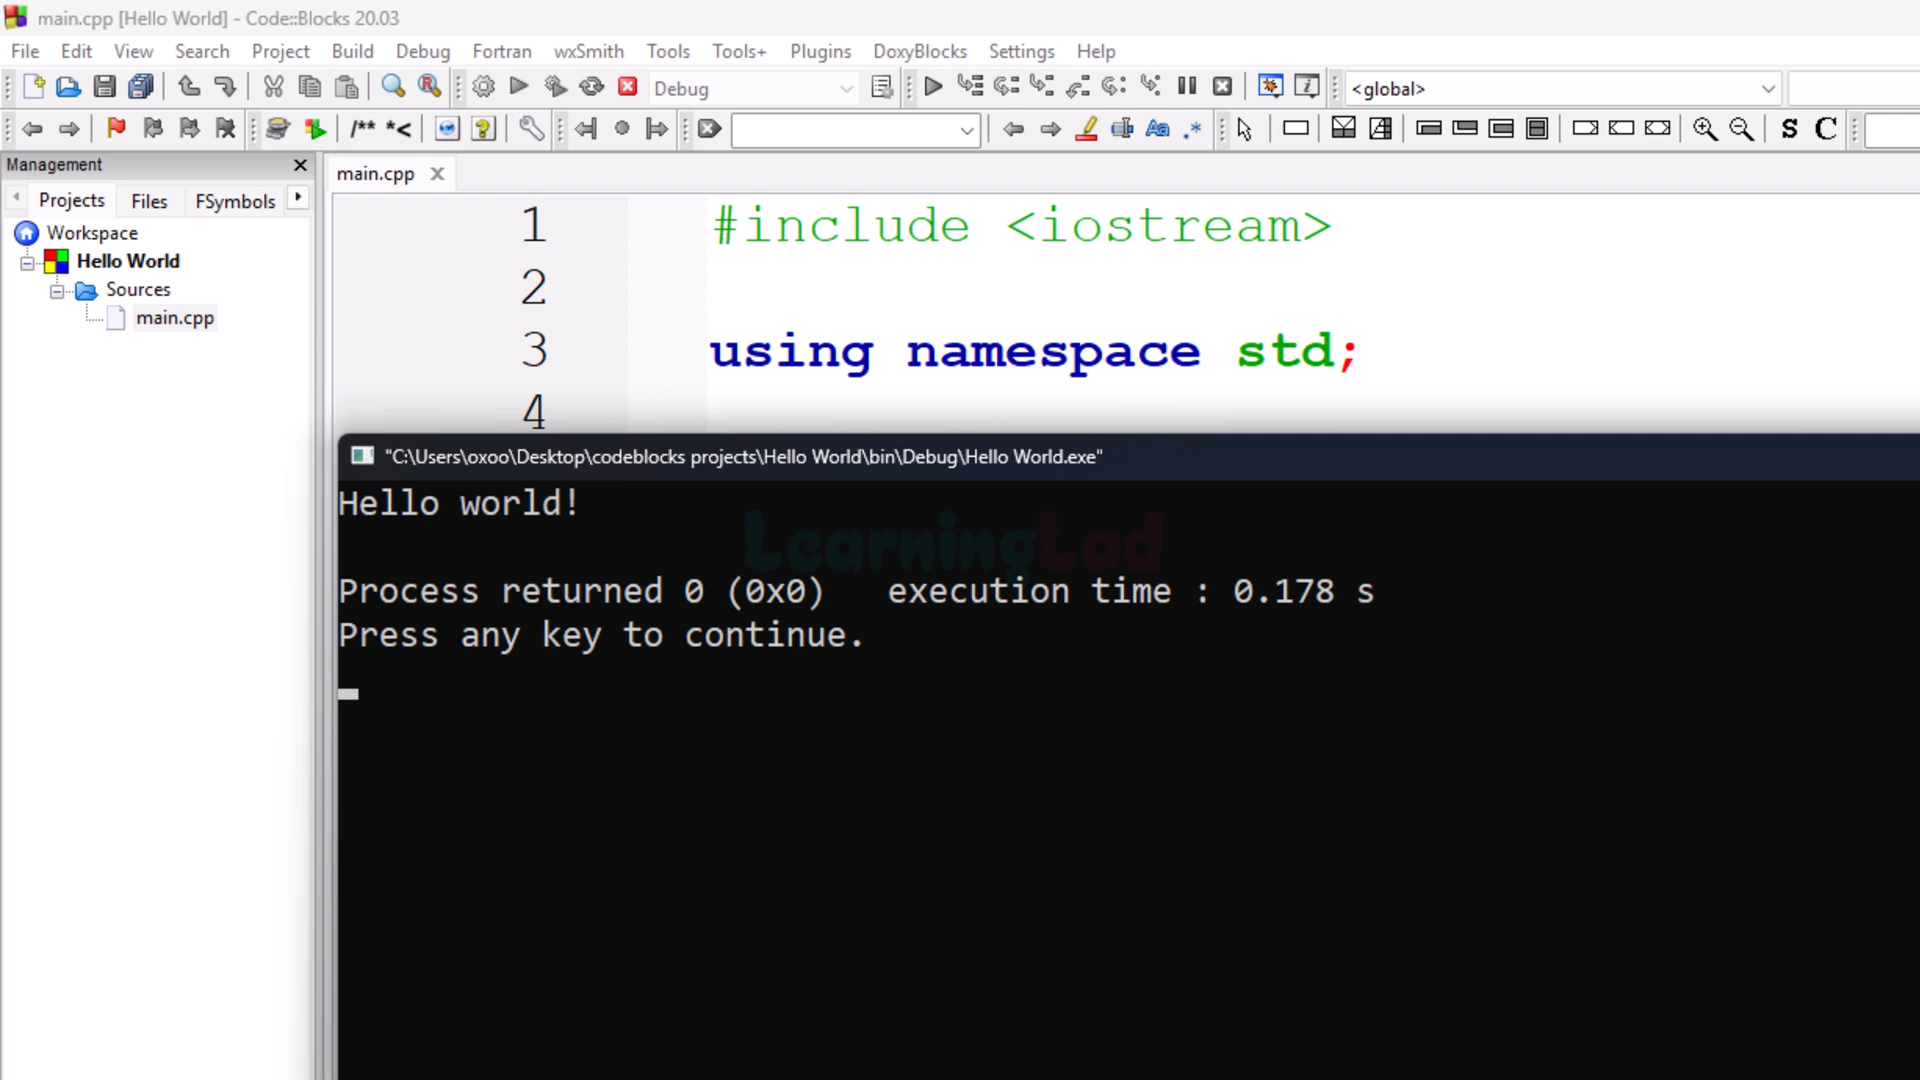 main.cpp [Hello World] - Code::Blocks 20.03
File Edit View Search Project Build Debug Fortran wxSmith Tools Tools+ Plugins DoxyBlocks Settings Help
Debug
<global>
/** *<
Aa .* S C
Management
main.cpp
Projects Files FSymbols
Workspace
Hello World
Sources
main.cpp
1 #include <iostream>
2
3 using namespace std;
4
"C:\Users\oxoo\Desktop\codeblocks projects\Hello World\bin\Debug\Hello World.exe"
Hello world!
LearningLad
Process returned 0 (0x0)   execution time : 0.178 s
Press any key to continue.